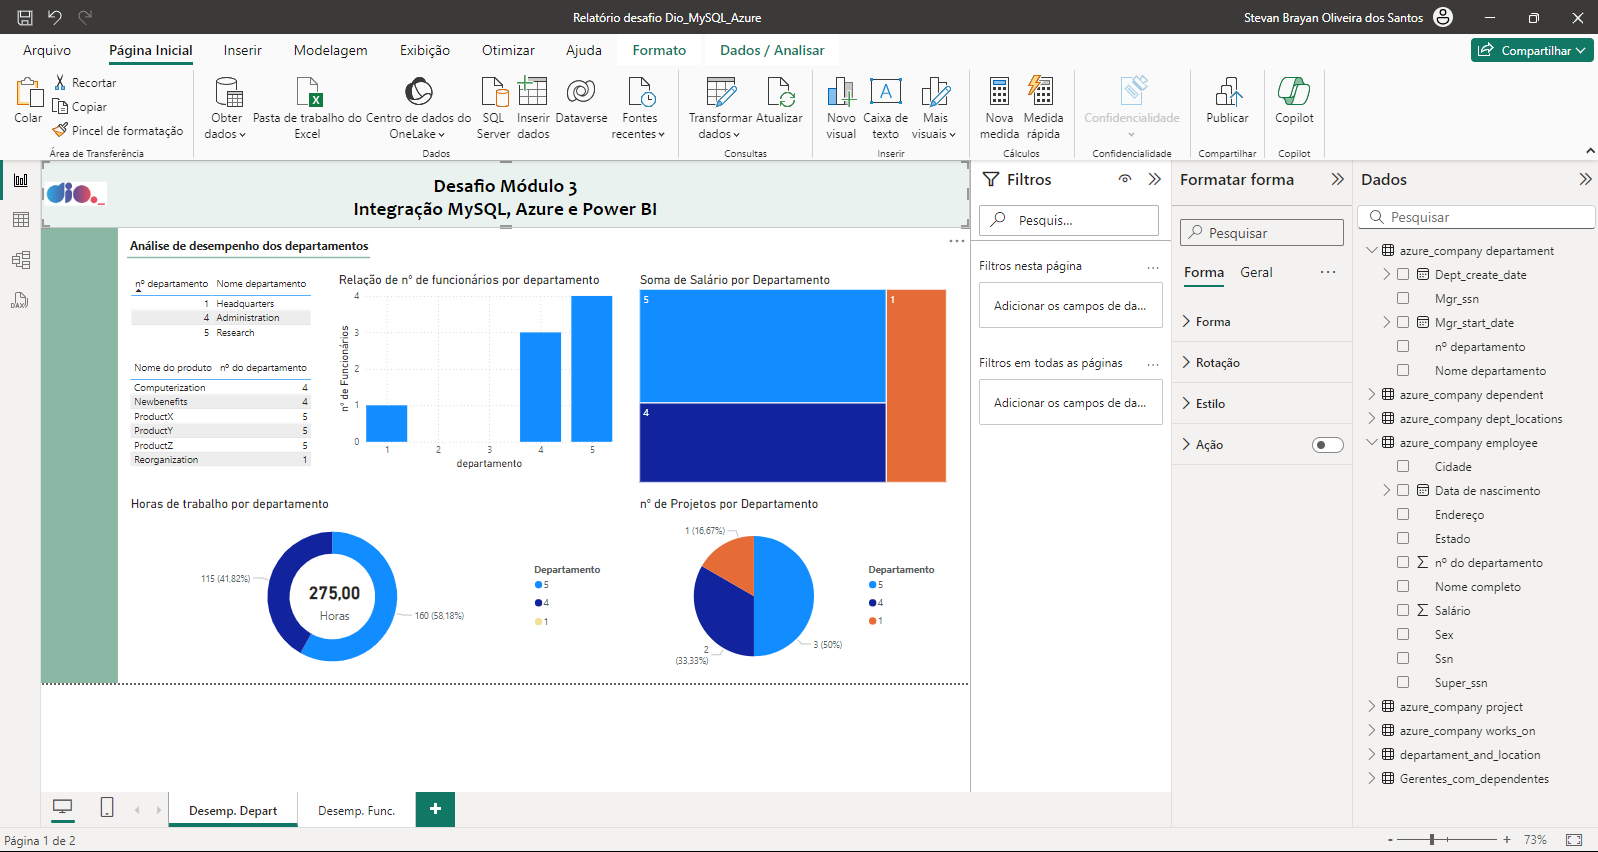 Relatório desafio Dio_MySQL_Azure
Stevan Brayan Oliveira dos Santos
Arquivo
Página Inicial
Inserir
Modelagem
Exibição
Otimizar
Ajuda
Formato
Dados / Analisar
Compartilhar
Colar
Recortar
Copiar
Pincel de formatação
Área de Transferência
Obter dados
Pasta de trabalho do Excel
Centro de dados do OneLake
SQL Server
Inserir dados
Dataverse
Fontes recentes
Dados
Transformar dados
Atualizar
Consultas
Novo visual
Caixa de texto
Mais visuais
Inserir
Nova medida
Medida rápida
Cálculos
Confidencialidade
Confidencialidade
Publicar
Compartilhar
Copilot
Copilot
dio._
Desafio Módulo 3
Integração MySQL, Azure e Power BI
Análise de desempenho dos departamentos
nº departamento Nome departamento
1 Headquarters
4 Administration
5 Research
Nome do produto nº do departamento
Computerization 4
Newbenefits 4
ProductX 5
ProductY 5
ProductZ 5
Reorganization 1
Relação de n° de funcionários por departamento
n° de Funcionários
4
3
2
1
0
1 2 3 4 5
departamento
Soma de Salário por Departamento
5
1
4
Horas de trabalho por departamento
115 (41,82%)
275,00
Horas
160 (58,18%)
Departamento
5
4
1
n° de Projetos por Departamento
1 (16,67%)
2
(33,33%)
3 (50%)
Departamento
5
4
1
Filtros
Pesquis...
Filtros nesta página
...
Adicionar os campos de da...
Filtros em todas as páginas
...
Adicionar os campos de da...
Formatar forma
Pesquisar
Forma
Geral
...
Forma
Rotação
Estilo
Ação
Dados
Pesquisar
azure_company departament
Dept_create_date
Mgr_ssn
Mgr_start_date
nº departamento
Nome departamento
azure_company dependent
azure_company dept_locations
azure_company employee
Cidade
Data de nascimento
Endereço
Estado
nº do departamento
Nome completo
Salário
Sex
Ssn
Super_ssn
azure_company project
azure_company works_on
departament_and_location
Gerentes_com_dependentes
Desemp. Depart
Desemp. Func.
+
Página 1 de 2
- + 73%